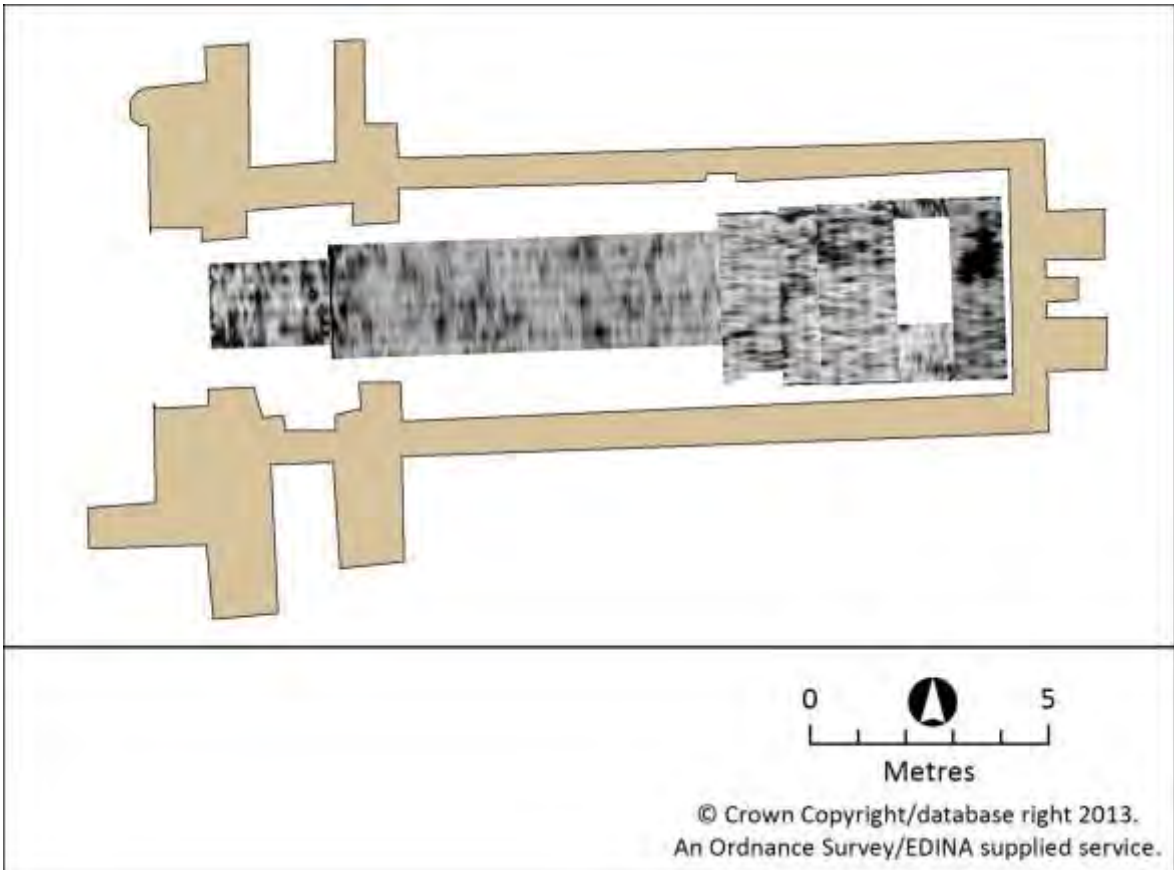 0 5
Metres
© Crown Copyright/database right 2013.
An Ordnance Survey/EDINA supplied service.